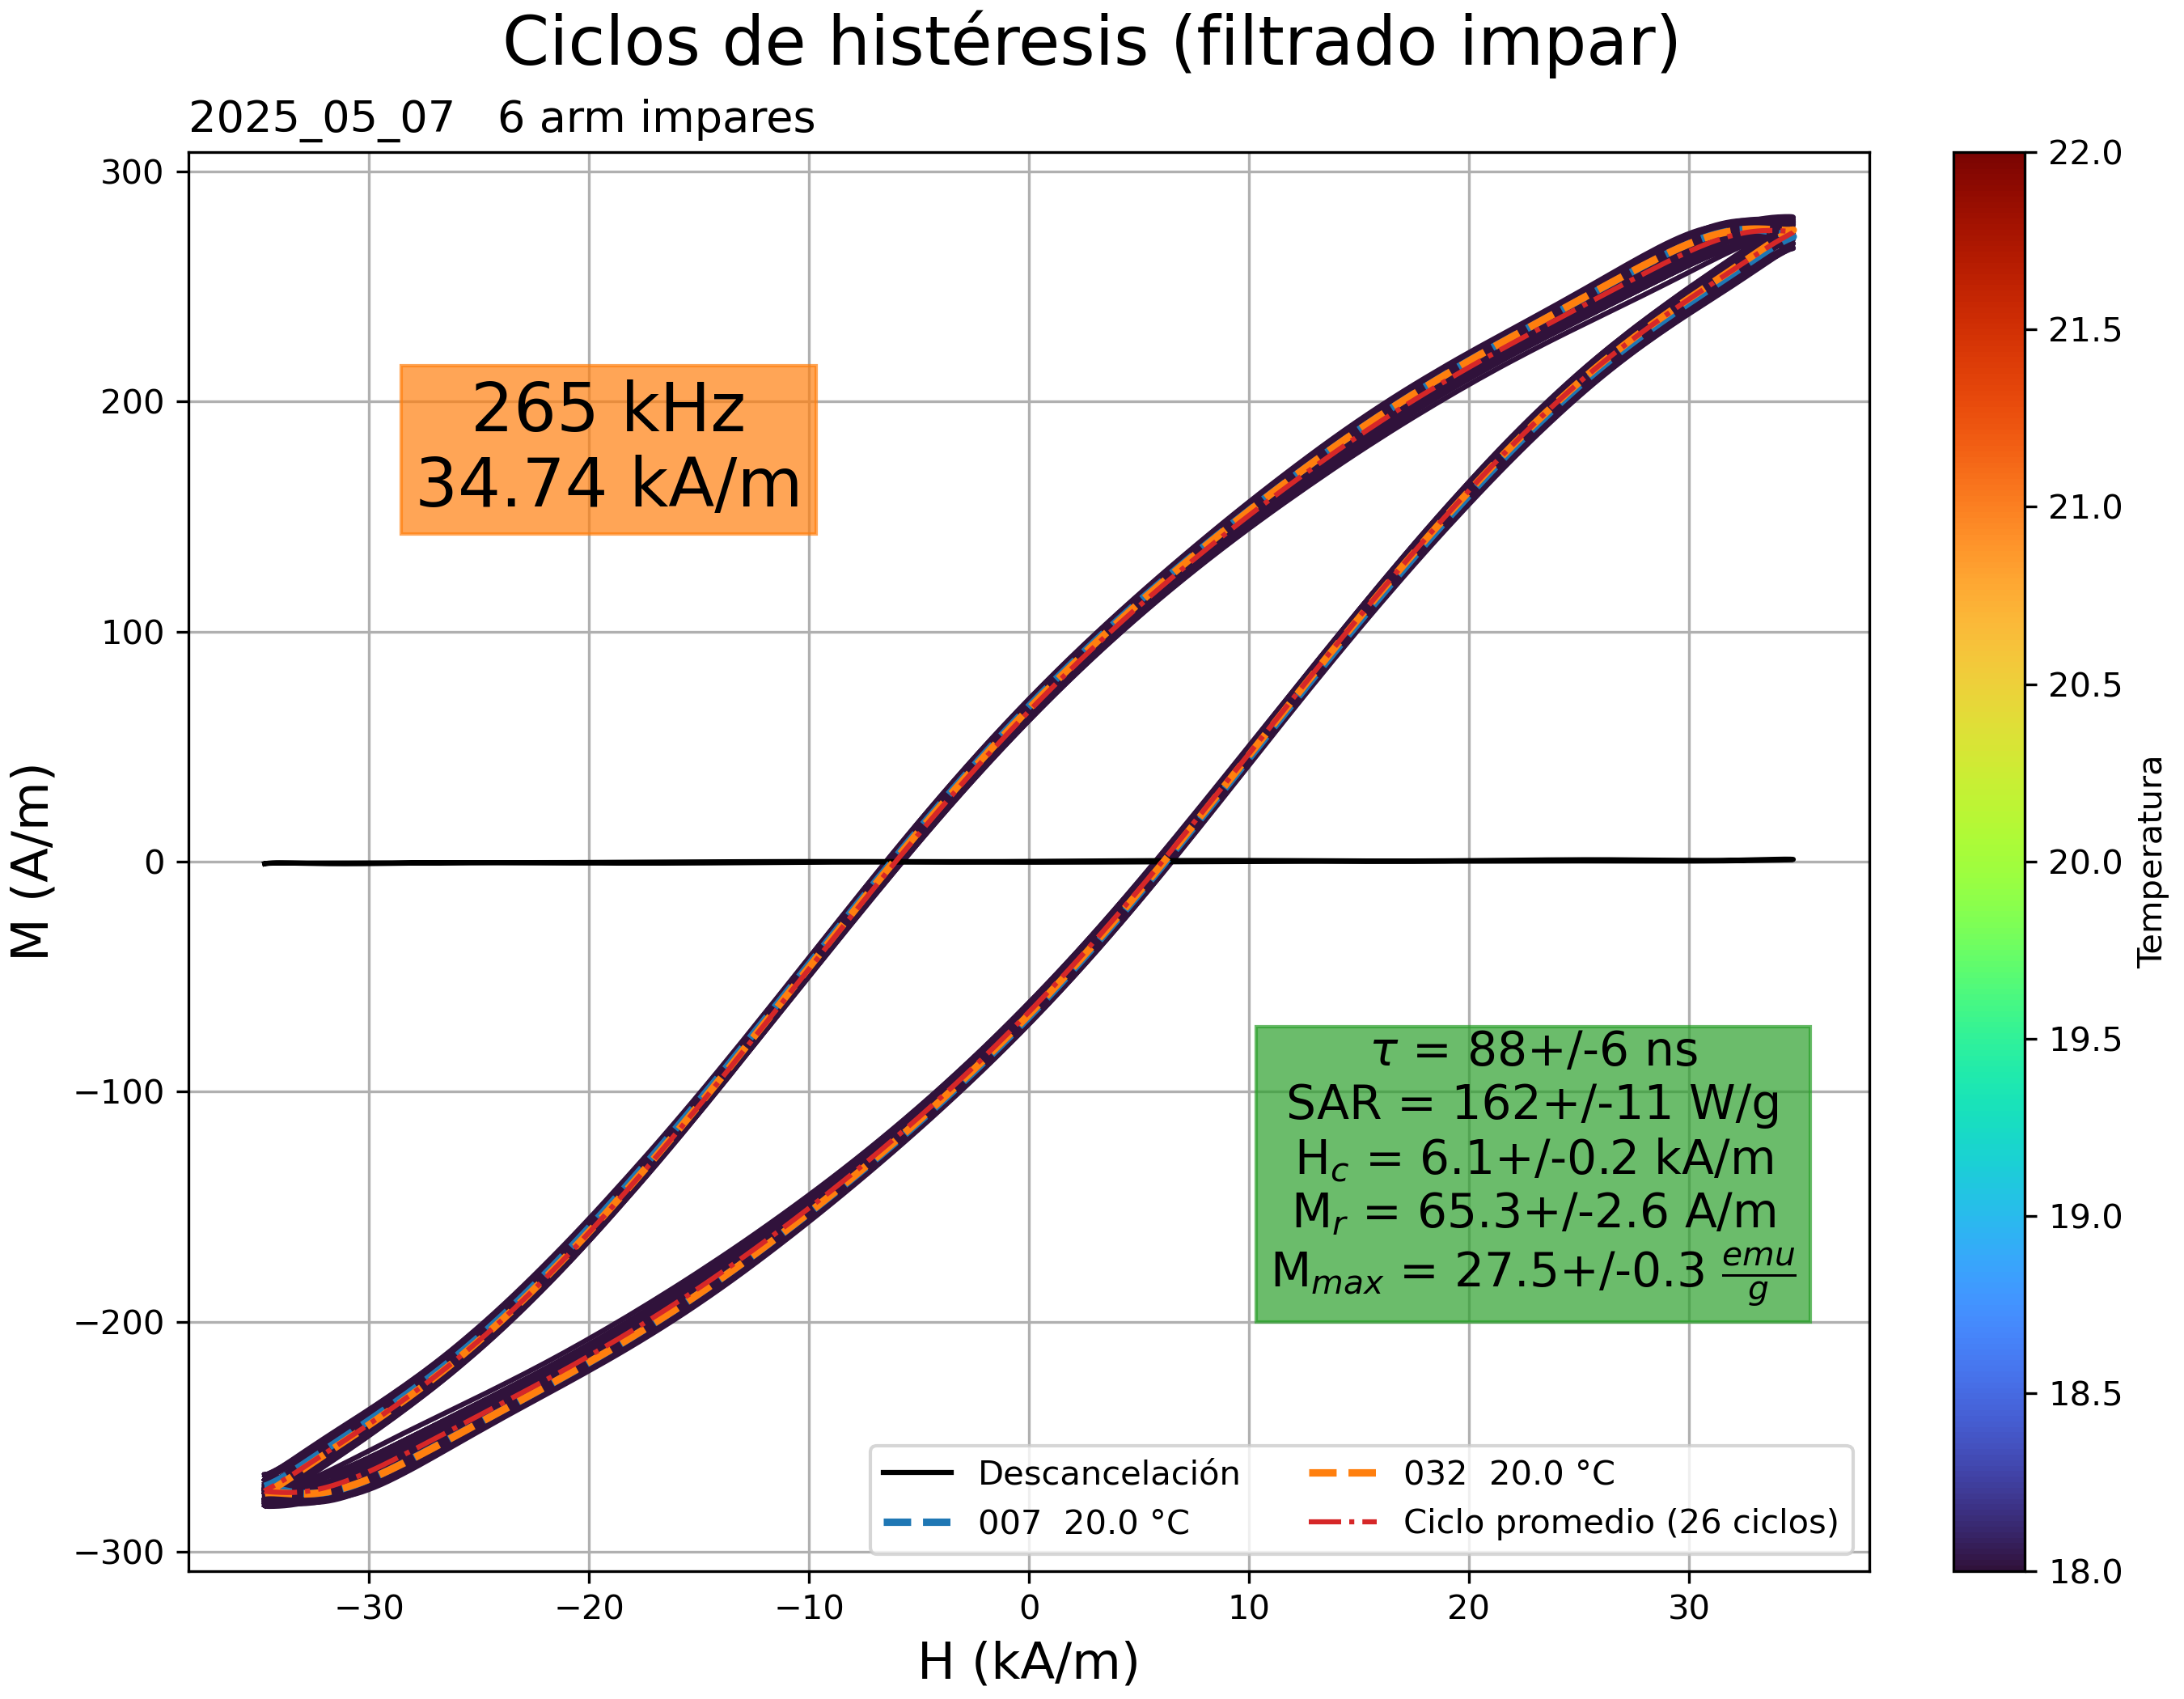 Ciclos de histéresis (filtrado impar)
2025_05_07   6 arm impares
300
200
100
0
−100
−200
−300
M (A/m)
265 kHz
34.74 kA/m
τ = 88+/-6 ns
SAR = 162+/-11 W/g
H_c = 6.1+/-0.2 kA/m
M_r = 65.3+/-2.6 A/m
M_max = 27.5+/-0.3 emu/g
Descancelación
007  20.0 °C
032  20.0 °C
Ciclo promedio (26 ciclos)
−30 −20 −10 0 10 20 30
H (kA/m)
22.0
21.5
21.0
20.5
20.0
19.5
19.0
18.5
18.0
Temperatura